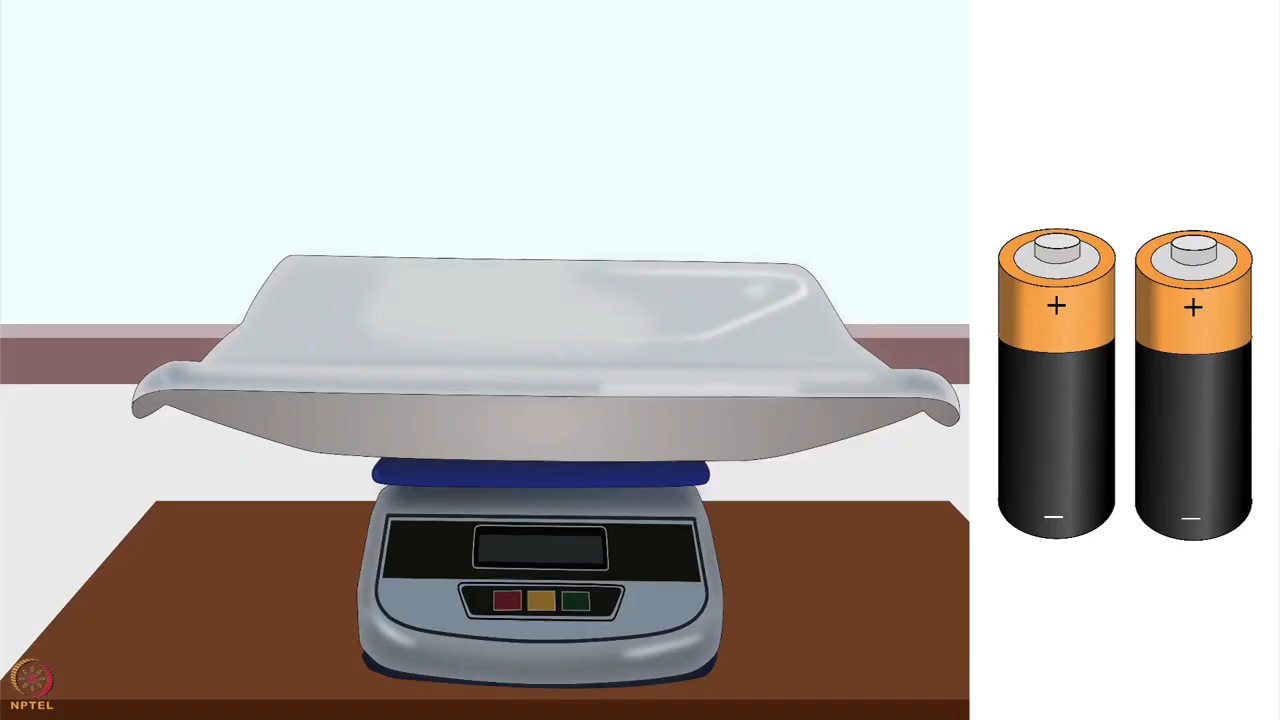 +
+
–
–
NPTEL